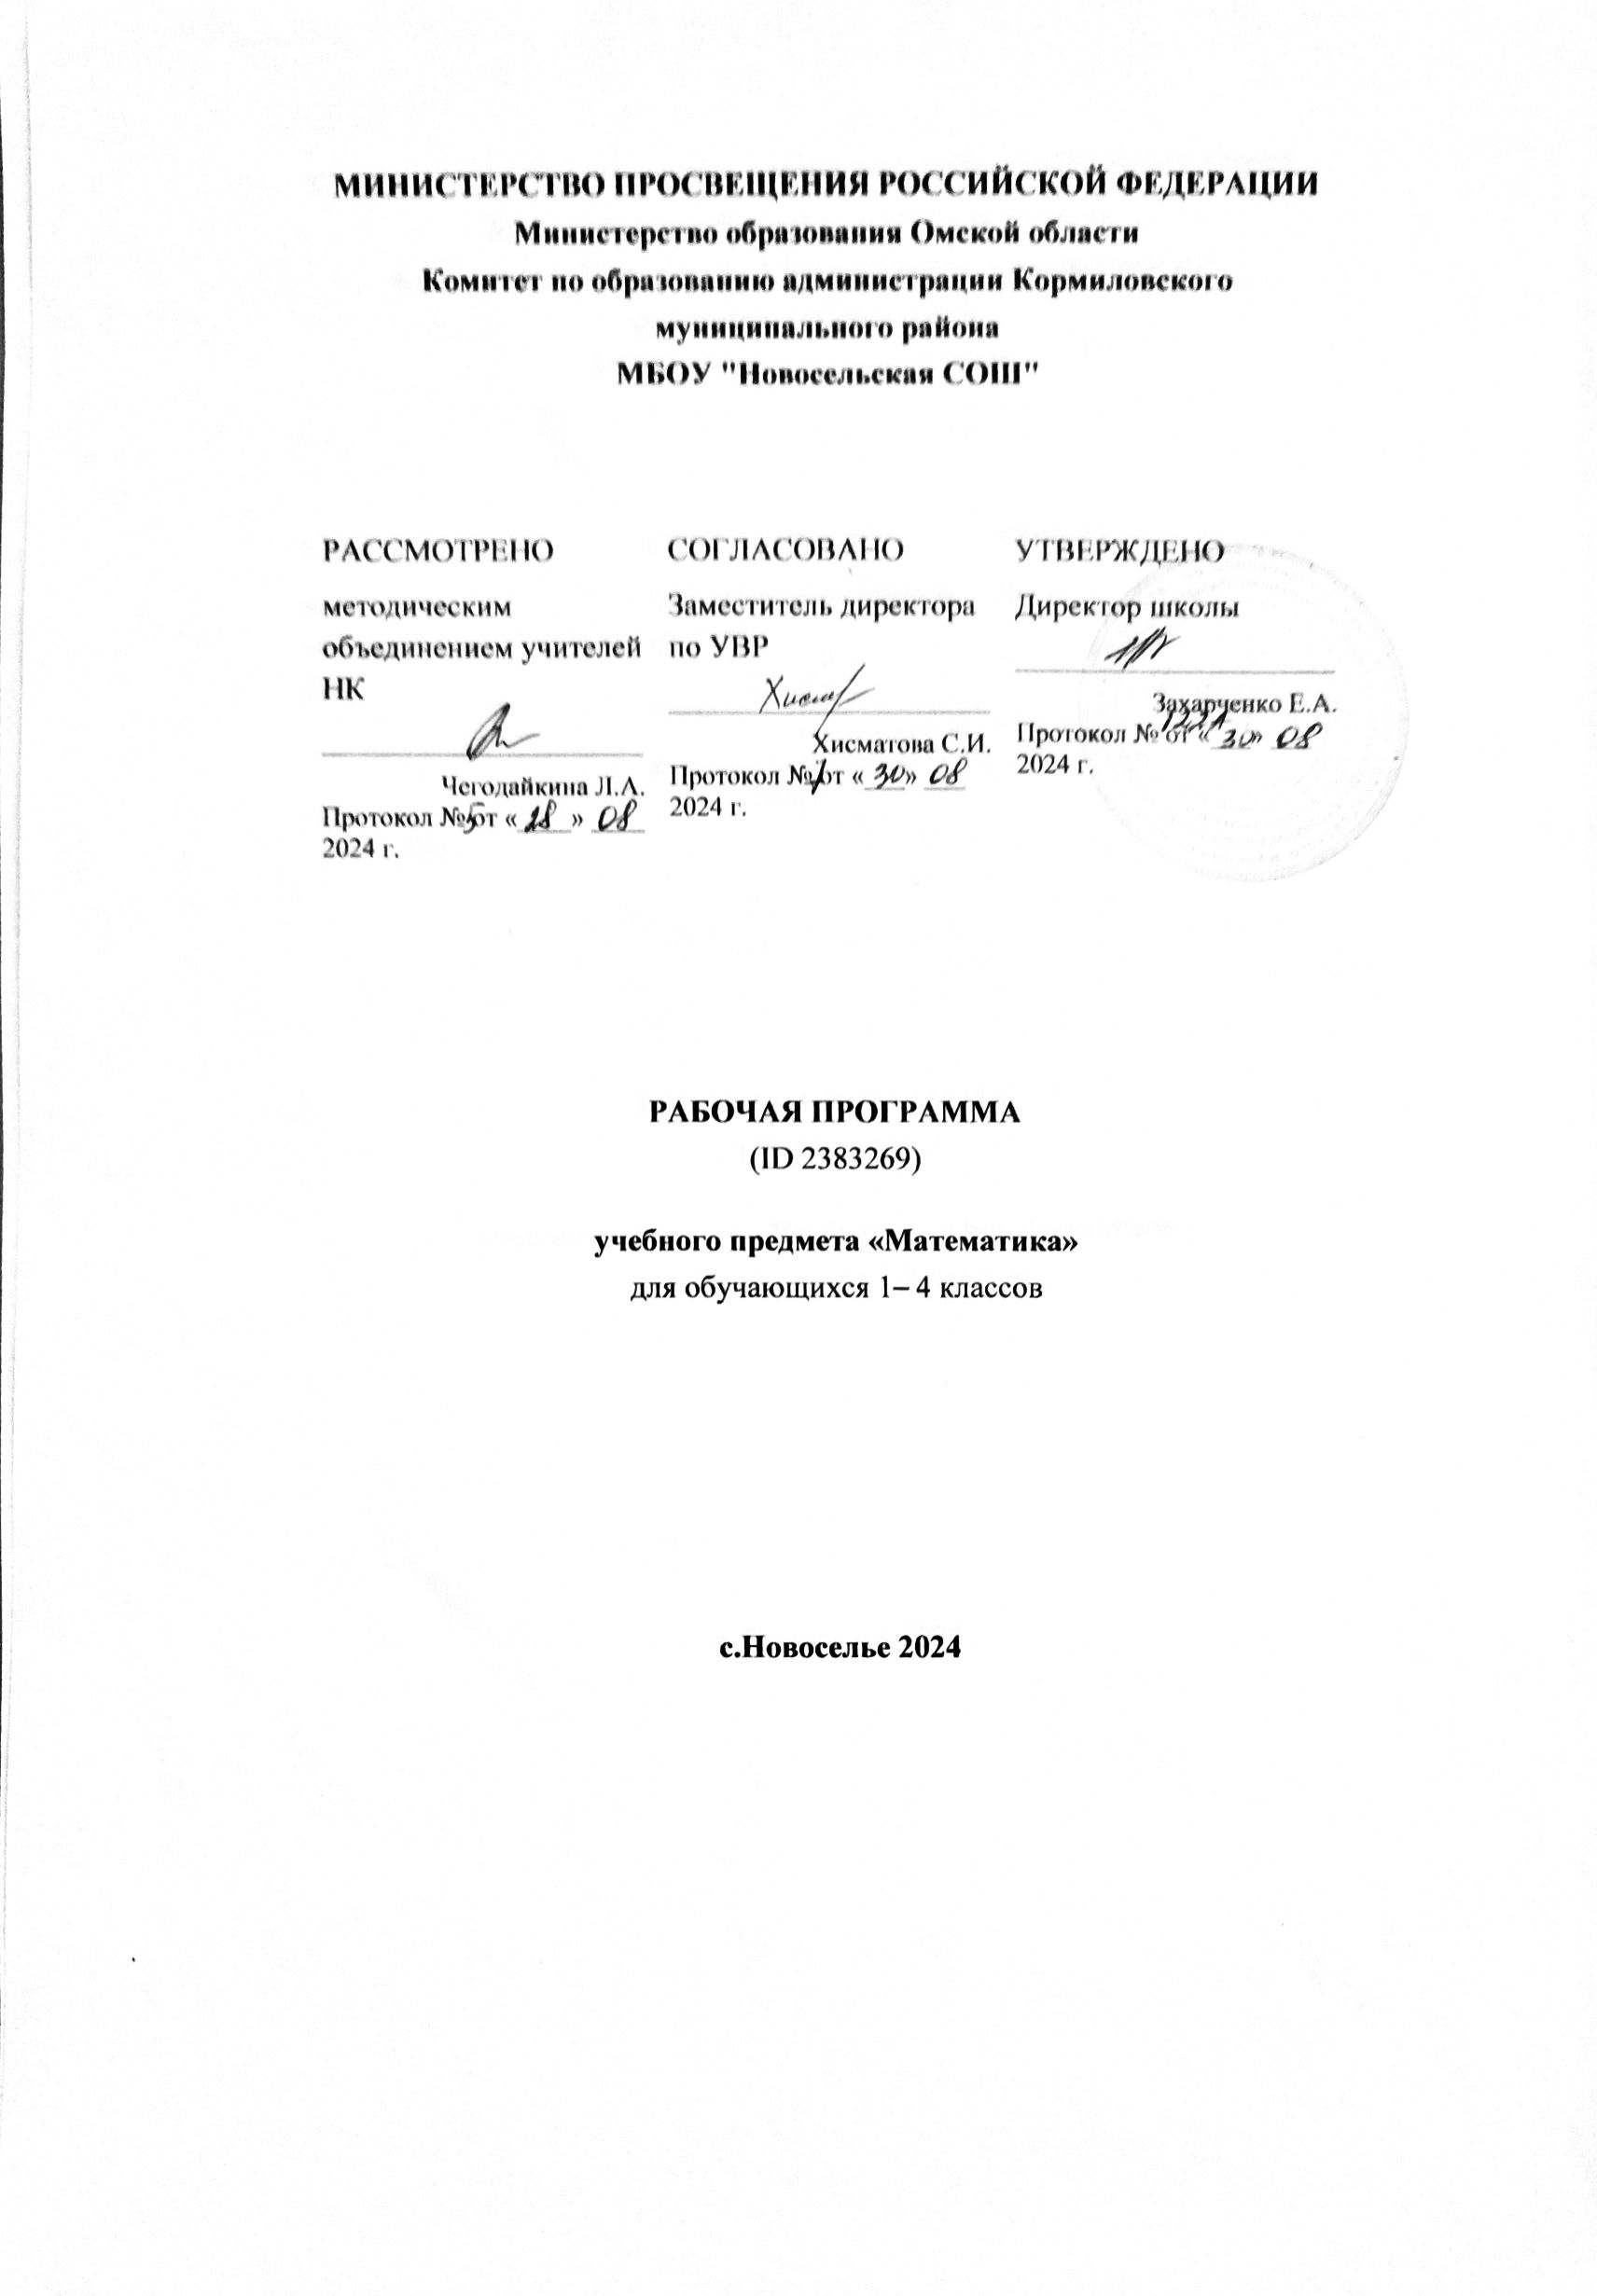 МИНИСТЕРСТВО ПРОСВЕЩЕНИЯ РОССИЙСКОЙ ФЕДЕРАЦИИ
Министерство образования Омской области
Комитет по образованию администрации Кормиловского
муниципального района
МБОУ "Новосельская СОШ"
РАССМОТРЕНО
методическим
объединением учителей
НК
Чегодайкина Л.А.
Протокол №5 от «28» 08
2024 г.
СОГЛАСОВАНО
Заместитель директора
по УВР
Хисматова С.И.
Протокол №1 от «30» 08
2024 г.
УТВЕРЖДЕНО
Директор школы
Захарченко Е.А.
Протокол № от «30» 08
2024 г.
РАБОЧАЯ ПРОГРАММА
(ID 2383269)
учебного предмета «Математика»
для обучающихся 1– 4 классов
с.Новоселье 2024